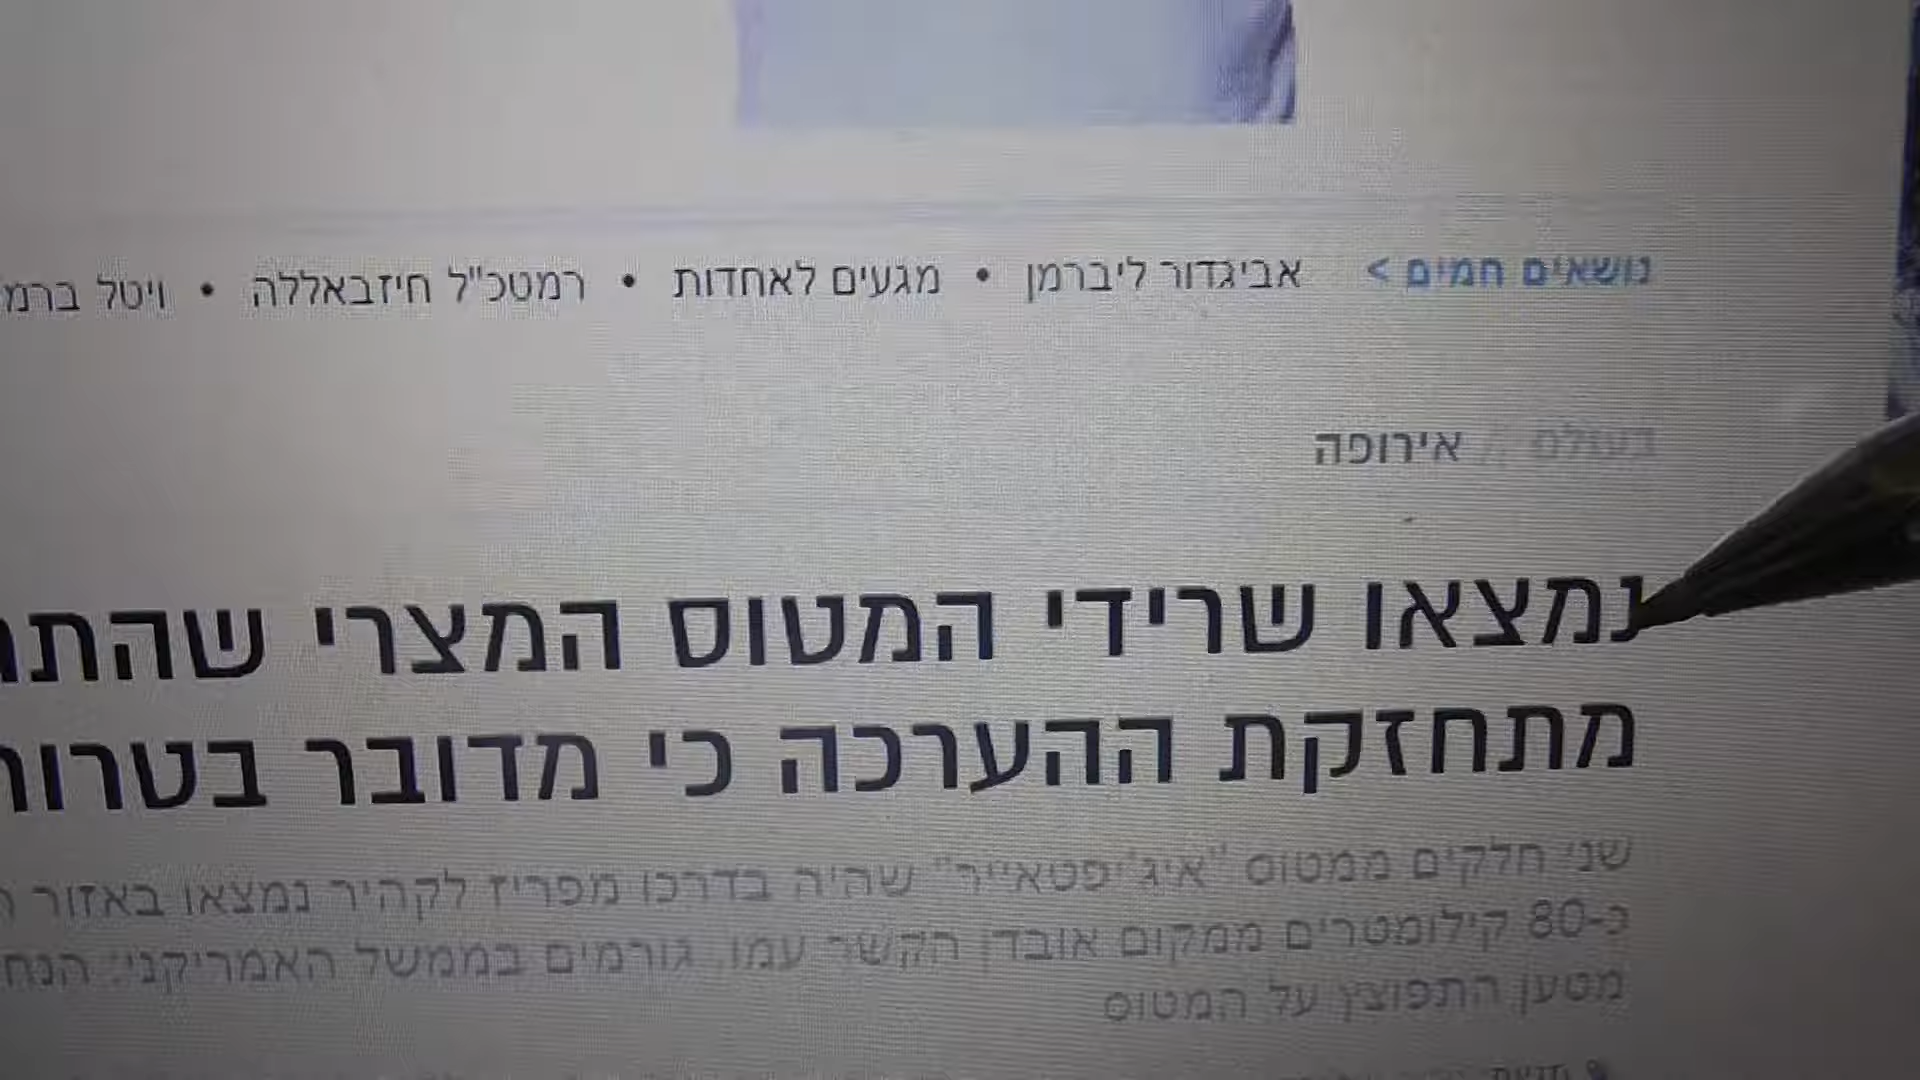 נושאים חמים > אביגדור ליברמן • מגעים לאחדות • רמטכ"ל חיזבאללה • ויטל ברמ
בעולם // אירופה
נמצאו שרידי המטוס המצרי שהתר
מתחזקת ההערכה כי מדובר בטרור
שני חלקים ממטוס "איג'יפטאייר" שהיה בדרכו מפריז לקהיר נמצאו באזור
כ-80 קילומטרים ממקום אובדן הקשר עמו. גורמים בממשל האמריקני: הנח
מטען התפוצץ על המטוס